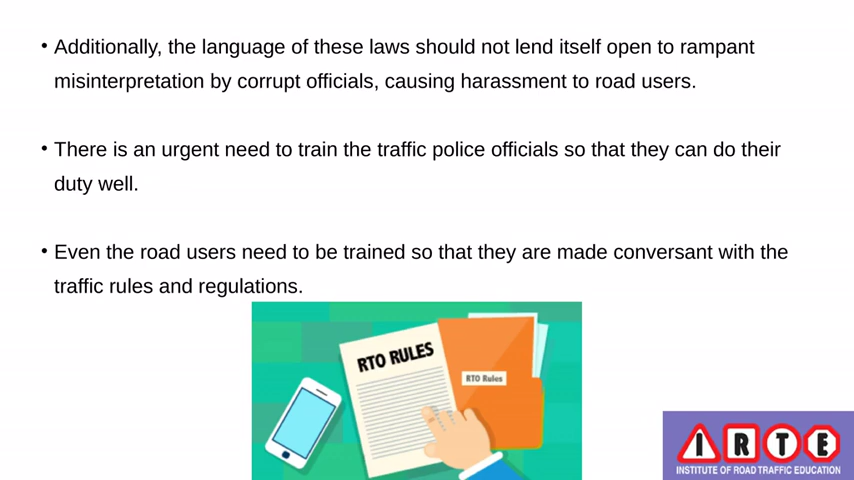 • Additionally, the language of these laws should not lend itself open to rampant
misinterpretation by corrupt officials, causing harassment to road users.
• There is an urgent need to train the traffic police officials so that they can do their
duty well.
• Even the road users need to be trained so that they are made conversant with the
traffic rules and regulations.
RTO RULES
RTO Rules
IRTE
INSTITUTE OF ROAD TRAFFIC EDUCATION